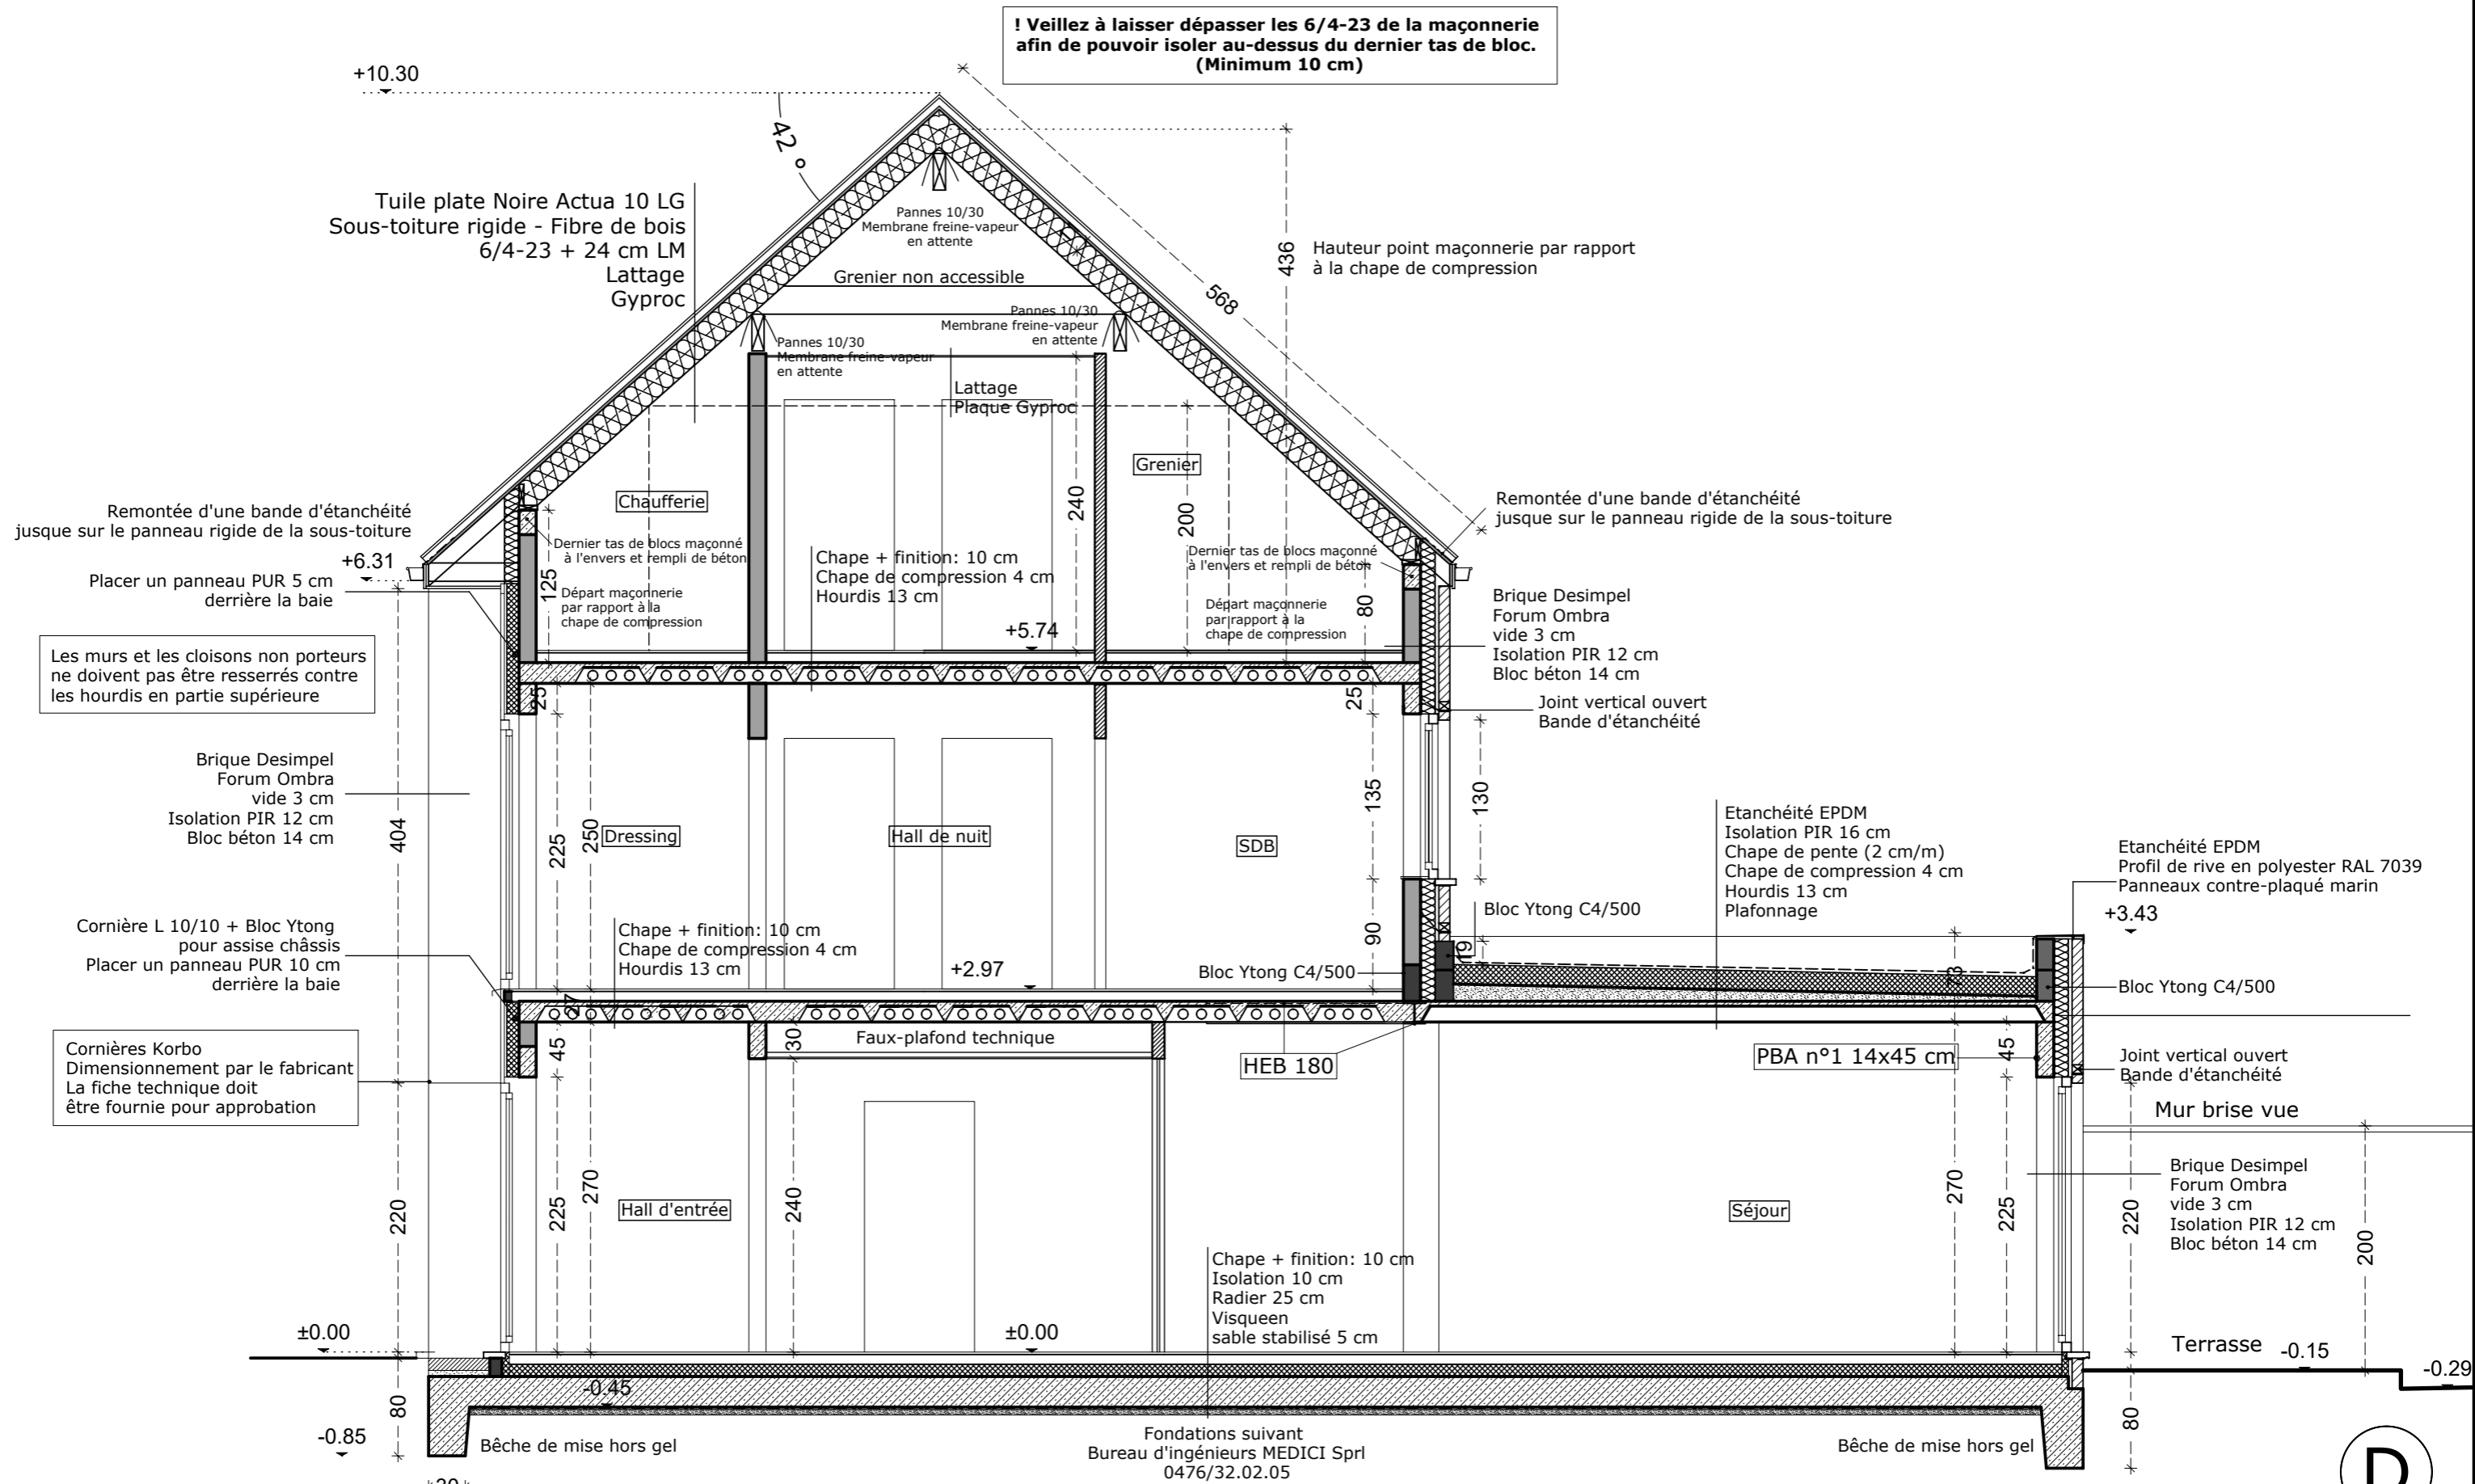 ! Veillez à laisser dépasser les 6/4-23 de la maçonnerie
afin de pouvoir isoler au-dessus du dernier tas de bloc.
(Minimum 10 cm)
+10.30
42 °
Tuile plate Noire Actua 10 LG
Sous-toiture rigide - Fibre de bois
6/4-23 + 24 cm LM
Lattage
Gyproc
Pannes 10/30
Membrane freine-vapeur
en attente
Grenier non accessible
436
Hauteur point maçonnerie par rapport
à la chape de compression
568
Pannes 10/30
Membrane freine-vapeur
en attente
Pannes 10/30
Membrane freine-vapeur
en attente
Lattage
Plaque Gyproc
Chaufferie
Grenier
240
200
Remontée d'une bande d'étanchéité
jusque sur le panneau rigide de la sous-toiture
Remontée d'une bande d'étanchéité
jusque sur le panneau rigide de la sous-toiture
+6.31
Placer un panneau PUR 5 cm
derrière la baie
Dernier tas de blocs maçonné
à l'envers et rempli de béton
125
Départ maçonnerie
par rapport à la
chape de compression
Chape + finition: 10 cm
Chape de compression 4 cm
Hourdis 13 cm
+5.74
Dernier tas de blocs maçonné
à l'envers et rempli de béton
80
Départ maçonnerie
par rapport à la
chape de compression
Brique Desimpel
Forum Ombra
vide 3 cm
Isolation PIR 12 cm
Bloc béton 14 cm
Les murs et les cloisons non porteurs
ne doivent pas être resserrés contre
les hourdis en partie supérieure
25
25
Joint vertical ouvert
Bande d'étanchéité
Brique Desimpel
Forum Ombra
vide 3 cm
Isolation PIR 12 cm
Bloc béton 14 cm
404
225
250
Dressing
Hall de nuit
SDB
135
130
90
Etanchéité EPDM
Isolation PIR 16 cm
Chape de pente (2 cm/m)
Chape de compression 4 cm
Hourdis 13 cm
Plafonnage
Etanchéité EPDM
Profil de rive en polyester RAL 7039
Panneaux contre-plaqué marin
+3.43
Cornière L 10/10 + Bloc Ytong
pour assise châssis
Placer un panneau PUR 10 cm
derrière la baie
Chape + finition: 10 cm
Chape de compression 4 cm
Hourdis 13 cm
+2.97
Bloc Ytong C4/500
Bloc Ytong C4/500
19
73
Bloc Ytong C4/500
27
Cornières Korbo
Dimensionnement par le fabricant
La fiche technique doit
être fournie pour approbation
45
30
Faux-plafond technique
HEB 180
PBA n°1 14x45 cm
45
Joint vertical ouvert
Bande d'étanchéité
Mur brise vue
220
225
270
Hall d'entrée
240
Séjour
270
225
220
Brique Desimpel
Forum Ombra
vide 3 cm
Isolation PIR 12 cm
Bloc béton 14 cm
200
Chape + finition: 10 cm
Isolation 10 cm
Radier 25 cm
Visqueen
sable stabilisé 5 cm
±0.00
±0.00
Terrasse
-0.15
-0.29
-0.45
80
80
-0.85
Bêche de mise hors gel
Fondations suivant
Bureau d'ingénieurs MEDICI Sprl
0476/32.02.05
Bêche de mise hors gel
D